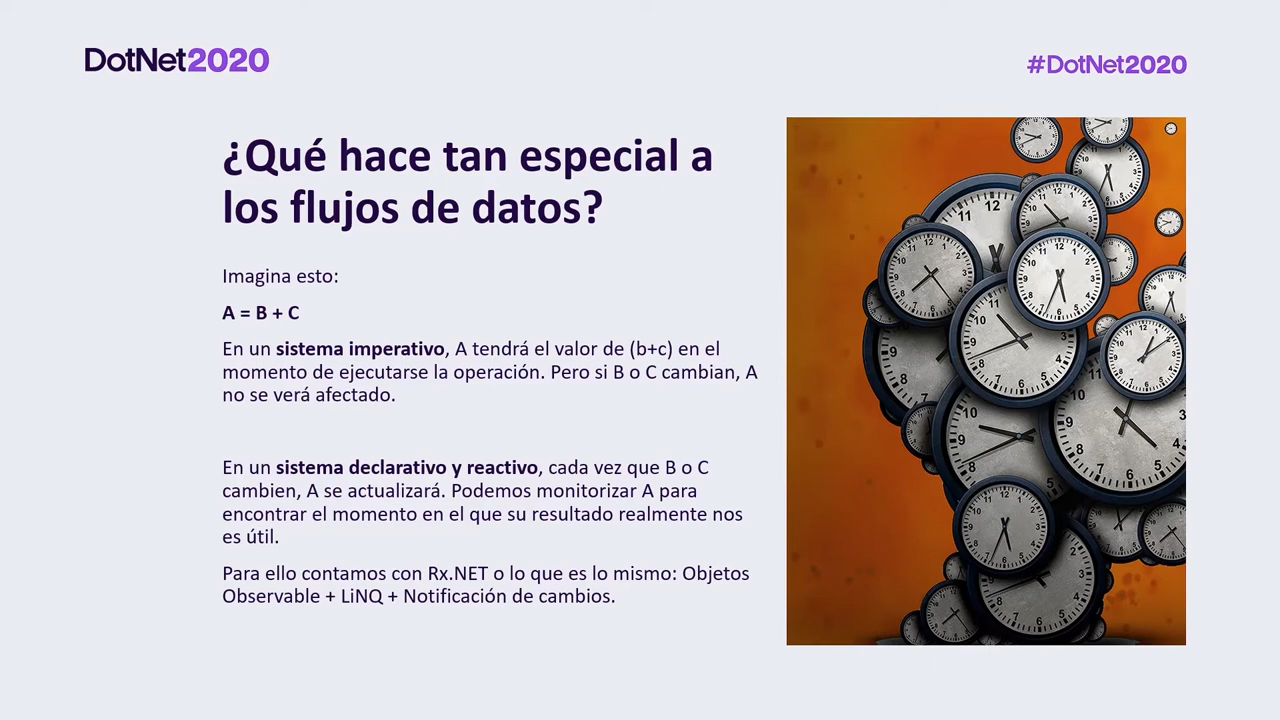 DotNet2020
#DotNet2020
¿Qué hace tan especial a
los flujos de datos?
Imagina esto:
A = B + C
En un sistema imperativo, A tendrá el valor de (b+c) en el
momento de ejecutarse la operación. Pero si B o C cambian, A
no se verá afectado.
En un sistema declarativo y reactivo, cada vez que B o C
cambien, A se actualizará. Podemos monitorizar A para
encontrar el momento en el que su resultado realmente nos
es útil.
Para ello contamos con Rx.NET o lo que es lo mismo: Objetos
Observable + LiNQ + Notificación de cambios.